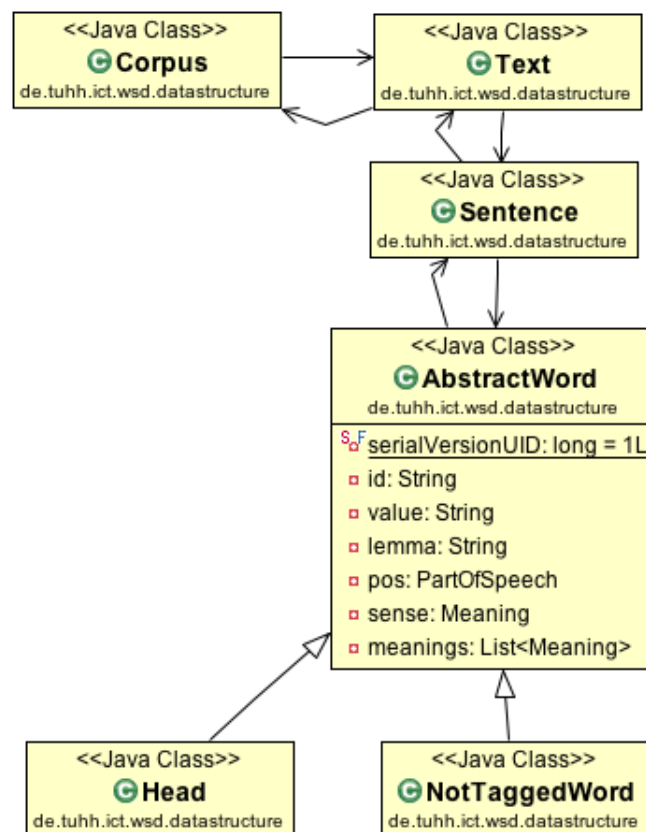 <<Java Class>>
Corpus
de.tuhh.ict.wsd.datastructure
<<Java Class>>
Text
de.tuhh.ict.wsd.datastructure
<<Java Class>>
Sentence
de.tuhh.ict.wsd.datastructure
<<Java Class>>
AbstractWord
de.tuhh.ict.wsd.datastructure
serialVersionUID: long = 1L
id: String
value: String
lemma: String
pos: PartOfSpeech
sense: Meaning
meanings: List<Meaning>
<<Java Class>>
Head
de.tuhh.ict.wsd.datastructure
<<Java Class>>
NotTaggedWord
de.tuhh.ict.wsd.datastructure